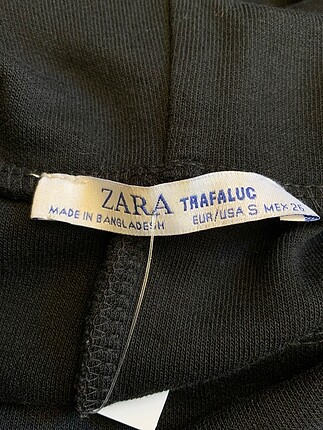 ZARA TRAFALUC
MADE IN BANGLADESH EUR/USA S MEX 26